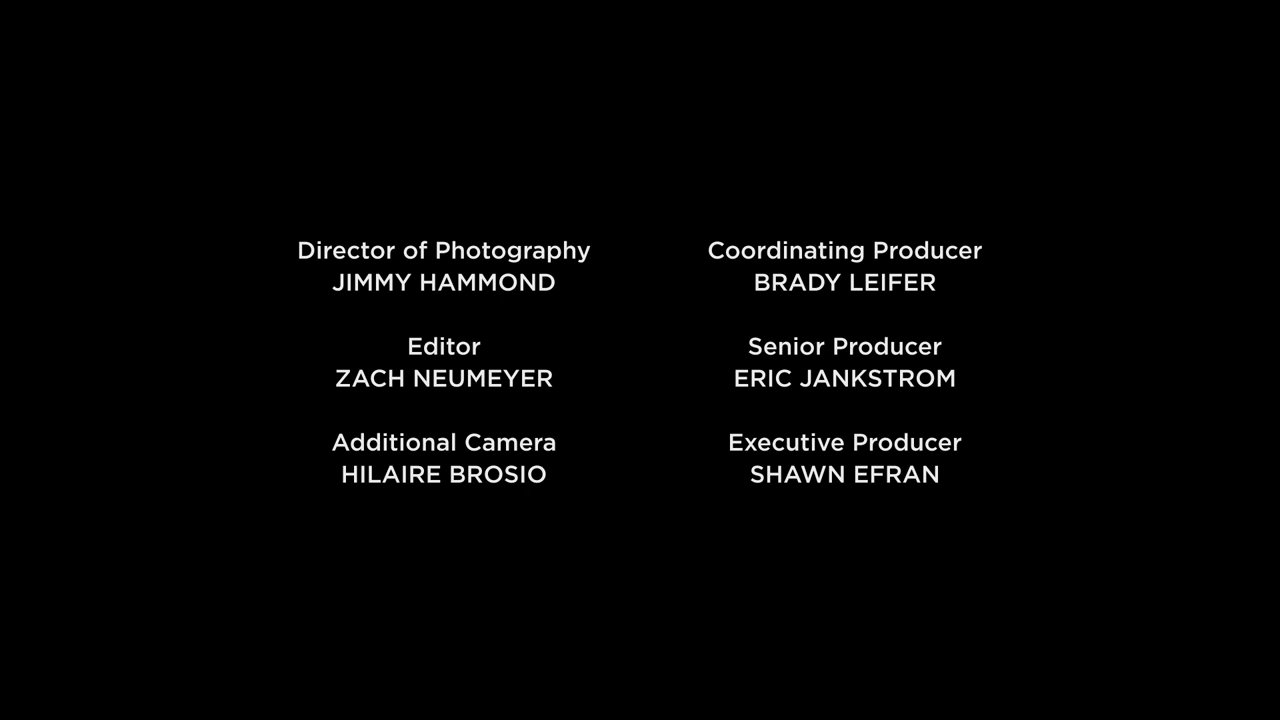 Director of Photography
JIMMY HAMMOND
Editor
ZACH NEUMEYER
Additional Camera
HILAIRE BROSIO
Coordinating Producer
BRADY LEIFER
Senior Producer
ERIC JANKSTROM
Executive Producer
SHAWN EFRAN